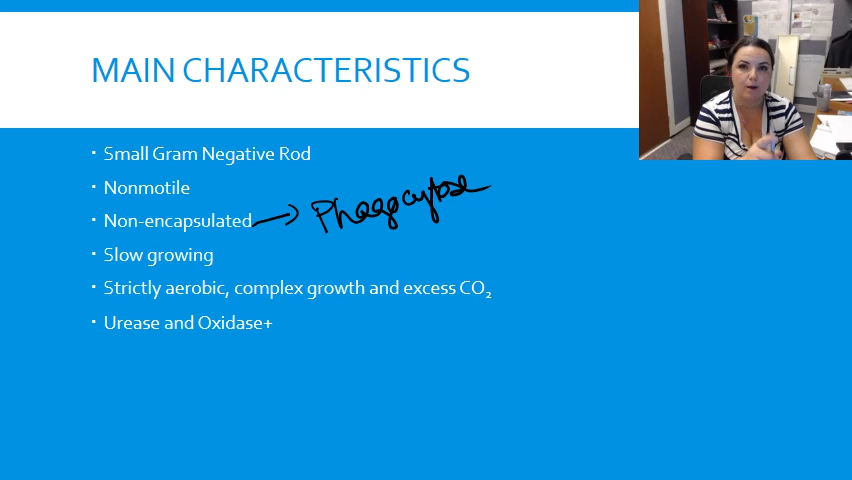 MAIN CHARACTERISTICS
· Small Gram Negative Rod
· Nonmotile
· Non-encapsulated → Phagocytose
· Slow growing
· Strictly aerobic, complex growth and excess CO₂
· Urease and Oxidase+